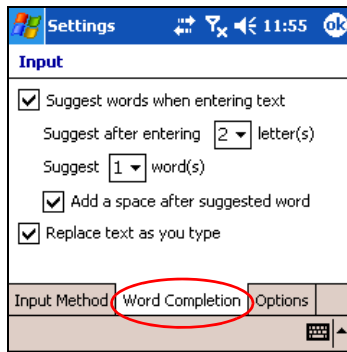 Settings 11:55 ok
Input
Suggest words when entering text
Suggest after entering 2 letter(s)
Suggest 1 word(s)
Add a space after suggested word
Replace text as you type
Input Method Word Completion Options